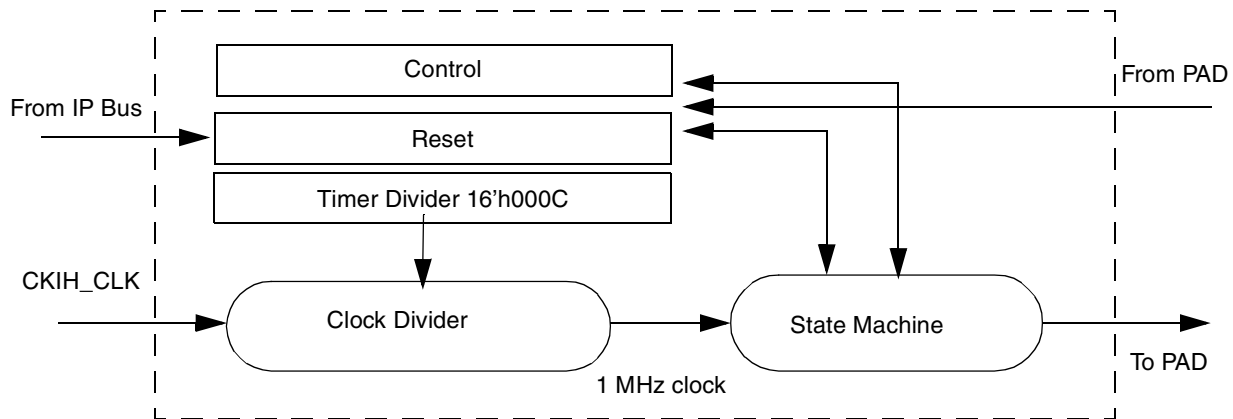 Control
From PAD
From IP Bus
Reset
Timer Divider 16'h000C
CKIH_CLK
Clock Divider
State Machine
To PAD
1 MHz clock